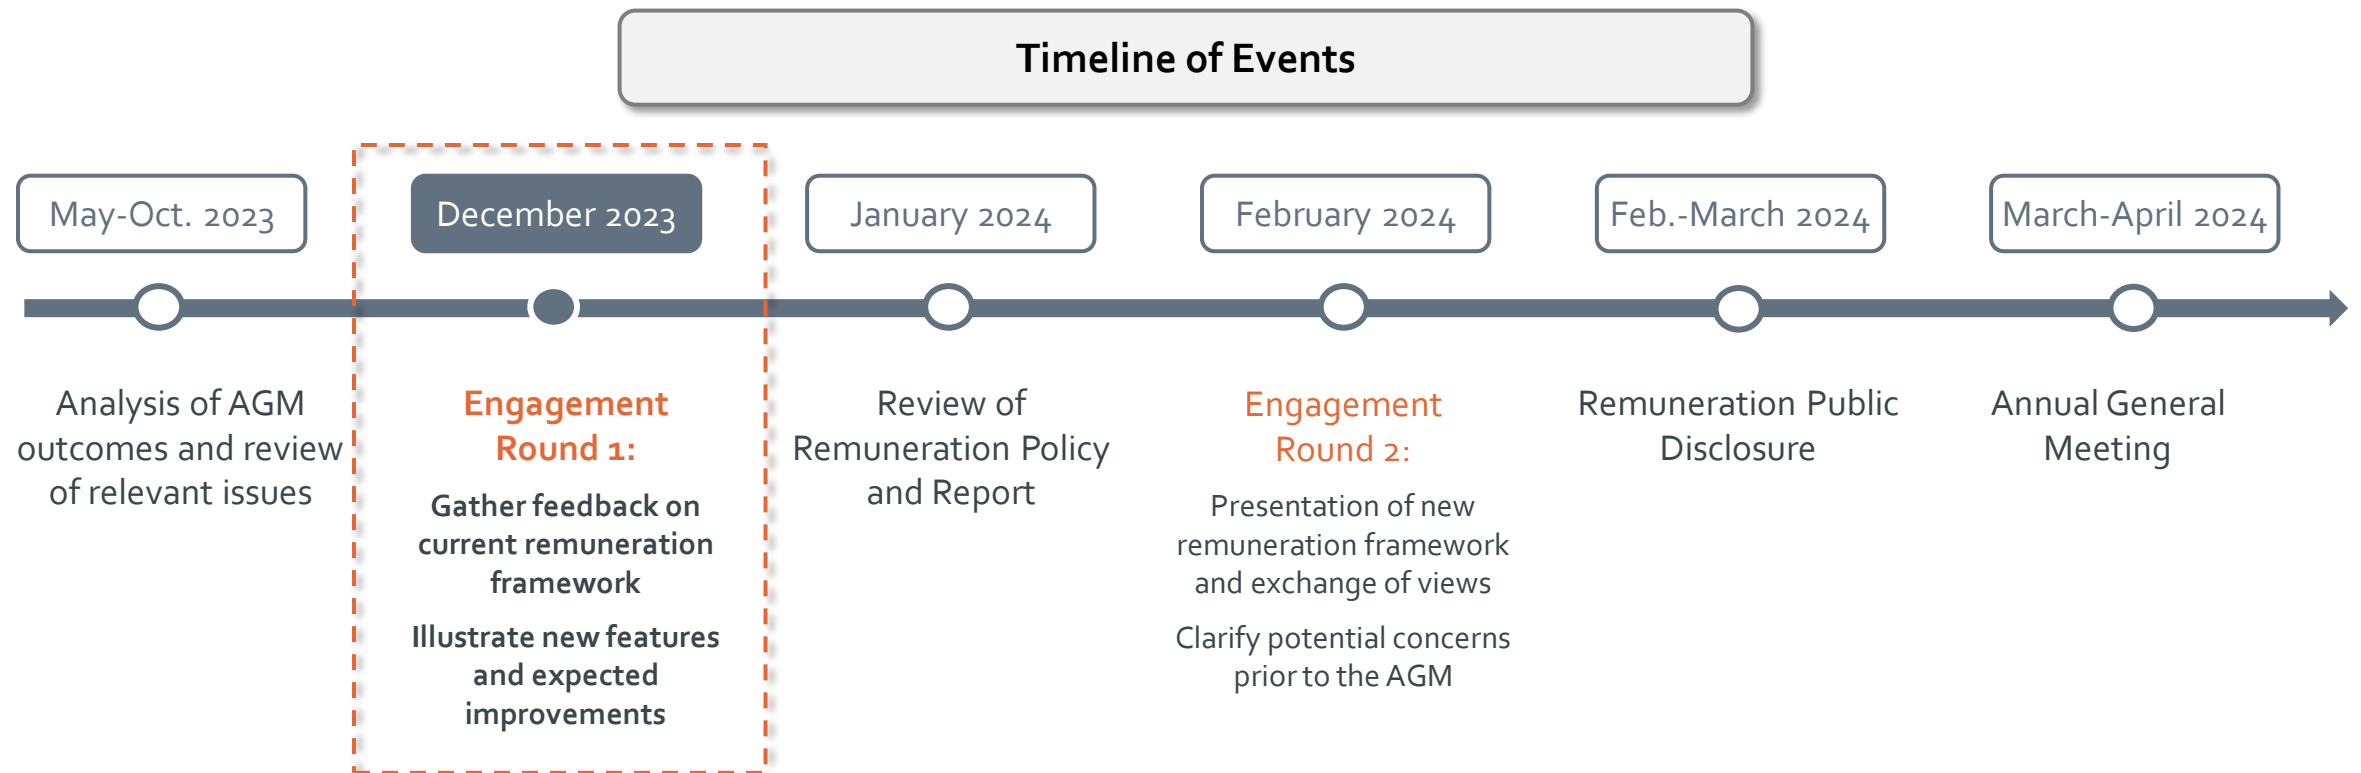 Timeline of Events
May-Oct. 2023
December 2023
January 2024
February 2024
Feb.-March 2024
March-April 2024
Analysis of AGM
outcomes and review
of relevant issues
Engagement
Round 1:
Gather feedback on
current remuneration
framework
Illustrate new features
and expected
improvements
Review of
Remuneration Policy
and Report
Engagement
Round 2:
Presentation of new
remuneration framework
and exchange of views
Clarify potential concerns
prior to the AGM
Remuneration Public
Disclosure
Annual General
Meeting